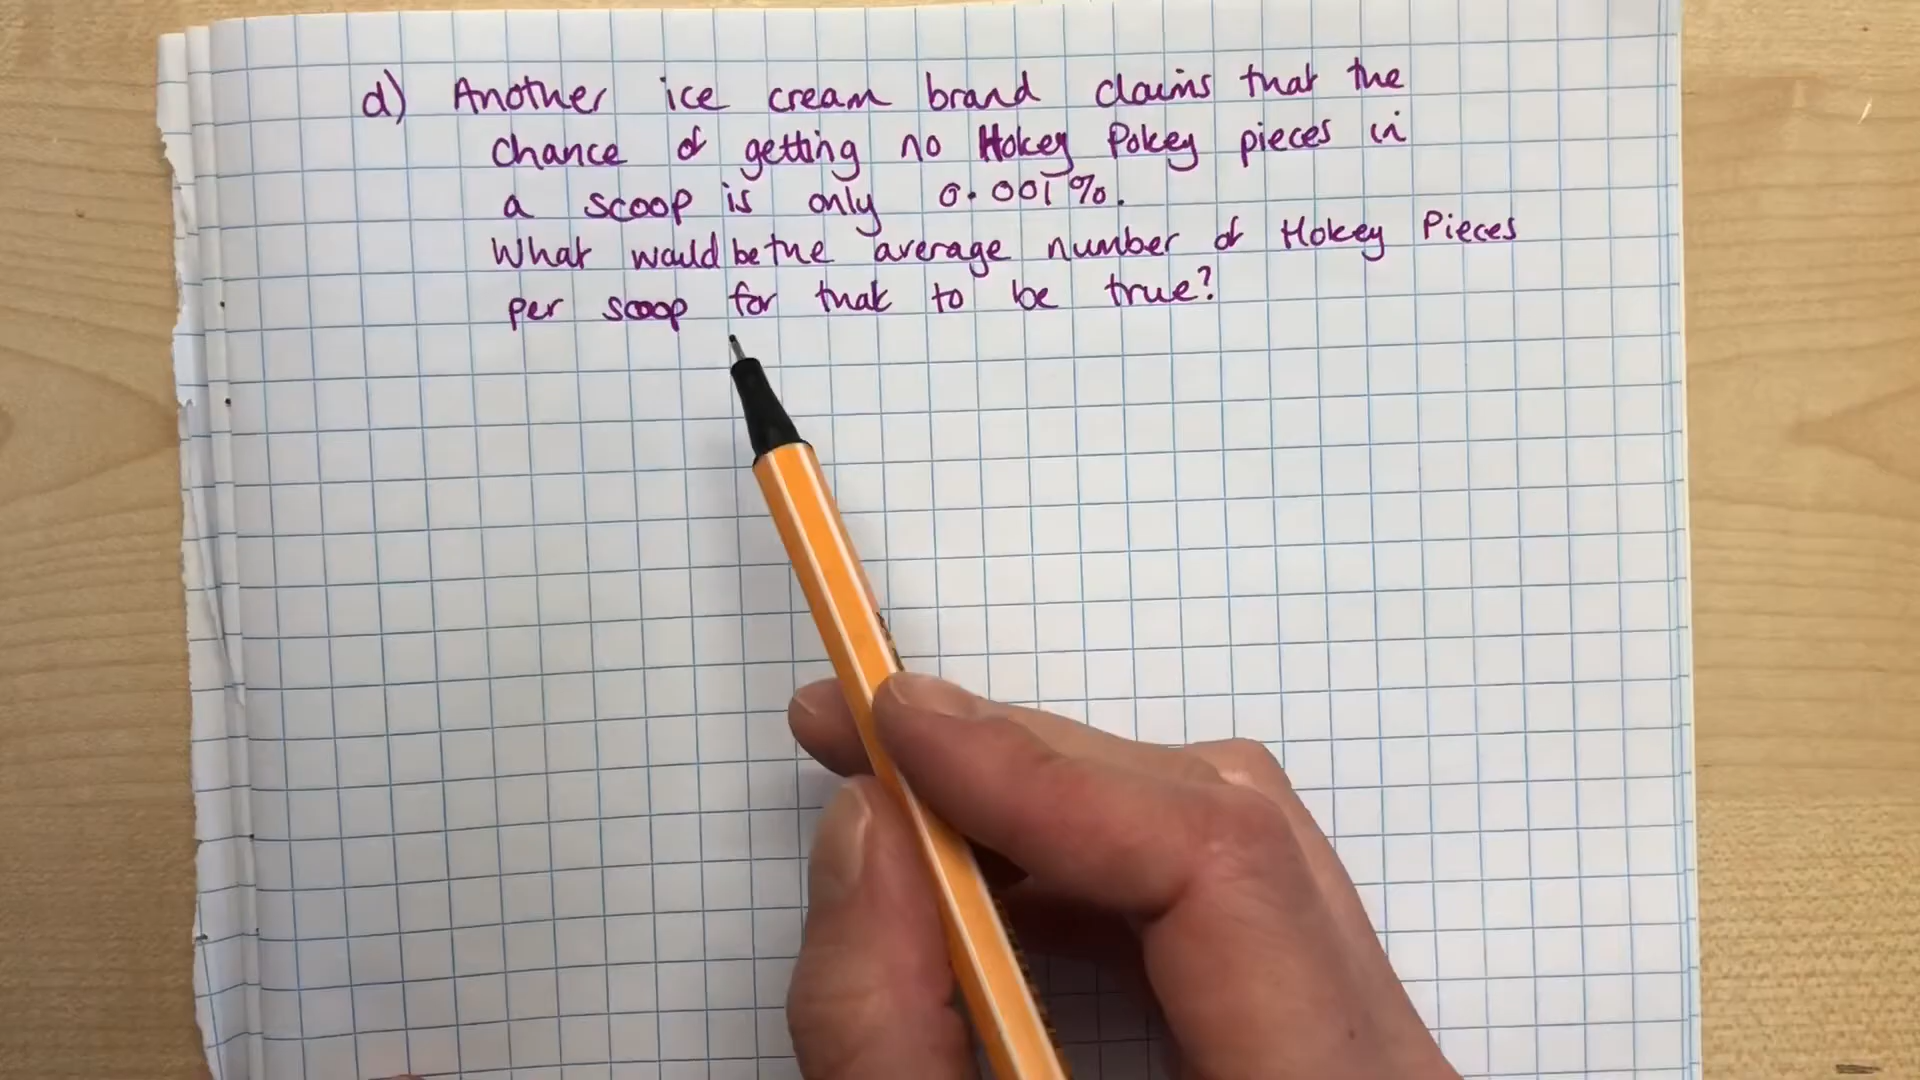 d) Another ice cream brand claims that the
chance of getting no Hokey Pokey pieces in
a scoop is only 0.001%.
What would be the average number of Hokey Pieces
per scoop for that to be true?